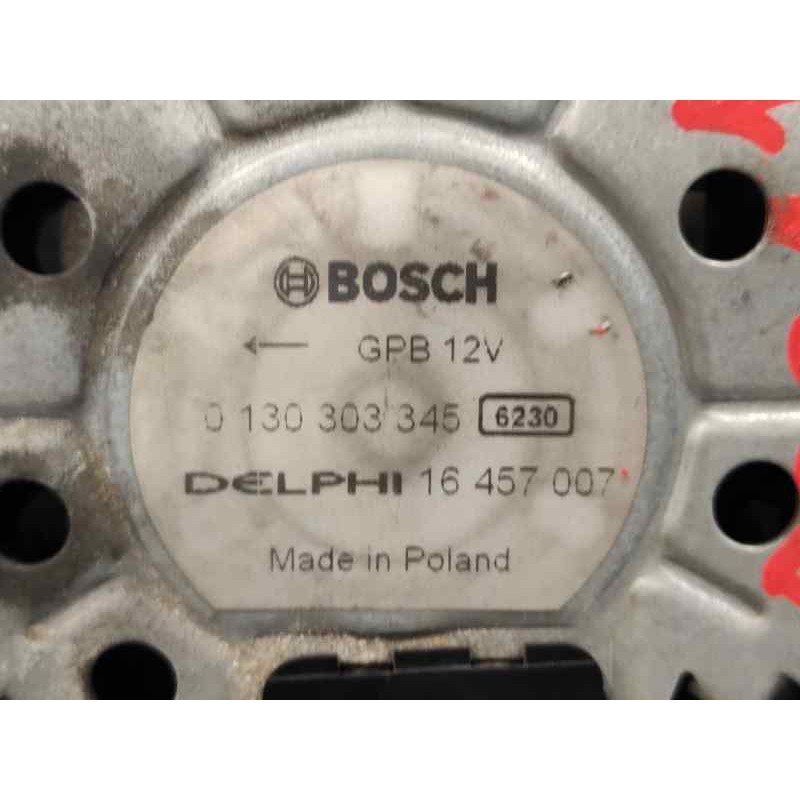 BOSCH
← GPB 12V
0 130 303 345 6230
DELPHI 16 457 007
Made in Poland